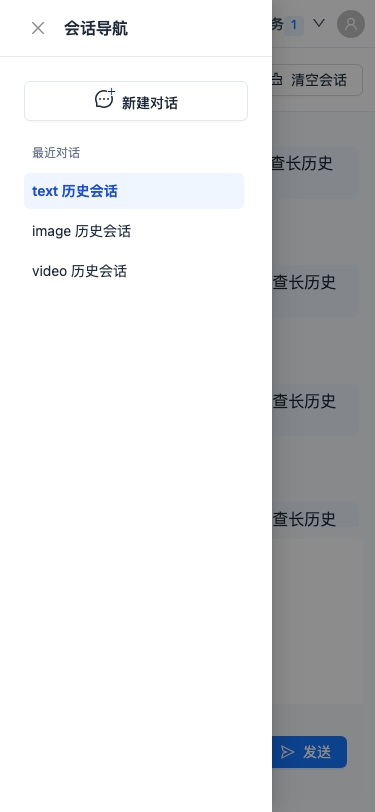 会话导航
务 1
清空会话
新建对话
最近对话
text 历史会话
image 历史会话
video 历史会话
查长历史
查长历史
查长历史
查长历史
发送